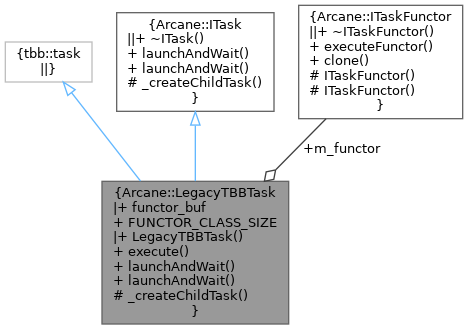 {tbb::task
||}
{Arcane::ITask
||+ ~ITask()
+ launchAndWait()
+ launchAndWait()
# _createChildTask()
}
{Arcane::ITaskFunctor
||+ ~ITaskFunctor()
+ executeFunctor()
+ clone()
# ITaskFunctor()
# ITaskFunctor()
}
+m_functor
{Arcane::LegacyTBBTask
|+ functor_buf
+ FUNCTOR_CLASS_SIZE
|+ LegacyTBBTask()
+ execute()
+ launchAndWait()
+ launchAndWait()
# _createChildTask()
}